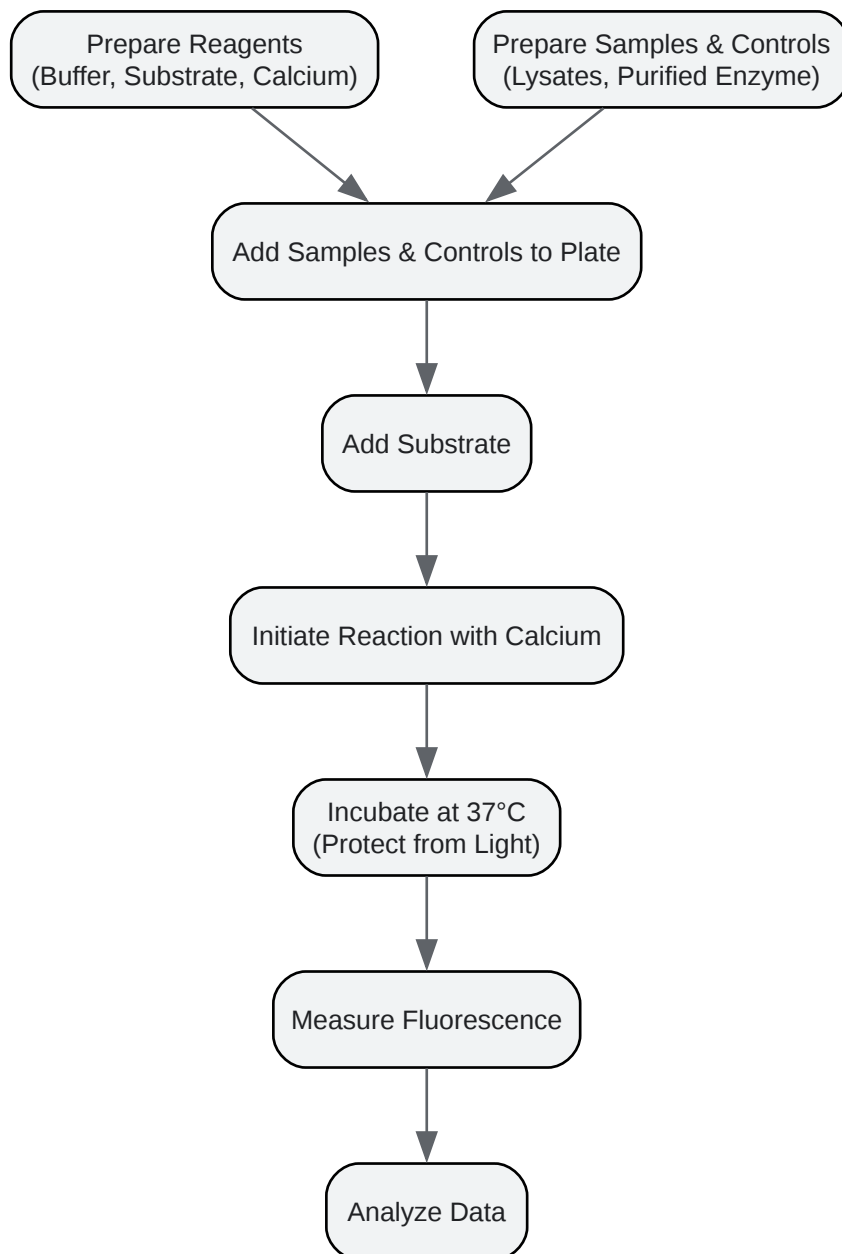 Prepare Reagents
(Buffer, Substrate, Calcium)
Prepare Samples & Controls
(Lysates, Purified Enzyme)
Add Samples & Controls to Plate
Add Substrate
Initiate Reaction with Calcium
Incubate at 37°C
(Protect from Light)
Measure Fluorescence
Analyze Data